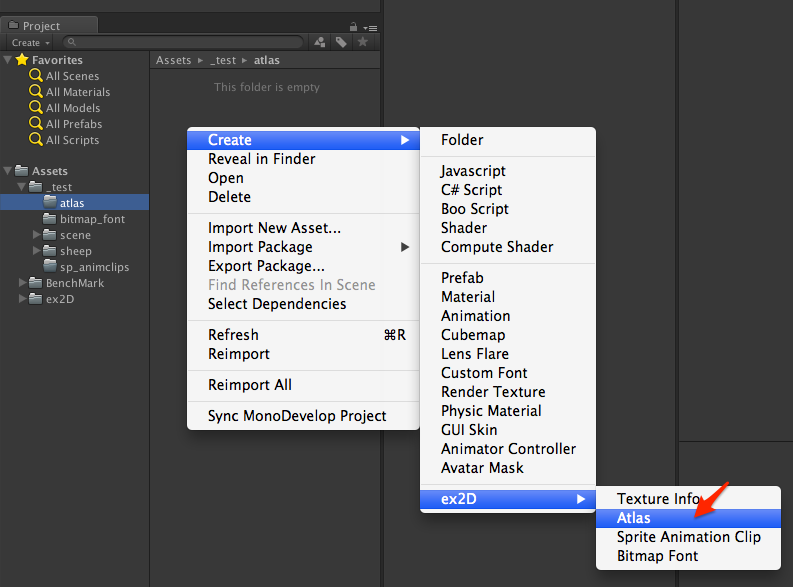 Project
Create
Favorites
All Scenes
All Materials
All Models
All Prefabs
All Scripts
Assets
_test
atlas
bitmap_font
scene
sheep
sp_animclips
BenchMark
ex2D
Assets ▸ _test ▸ atlas
This folder is empty
Create
Reveal in Finder
Open
Delete
Import New Asset...
Import Package
Export Package...
Find References In Scene
Select Dependencies
Refresh ⌘R
Reimport
Reimport All
Sync MonoDevelop Project
Folder
Javascript
C# Script
Boo Script
Shader
Compute Shader
Prefab
Material
Animation
Cubemap
Lens Flare
Custom Font
Render Texture
Physic Material
GUI Skin
Animator Controller
Avatar Mask
ex2D
Texture Info
Atlas
Sprite Animation Clip
Bitmap Font